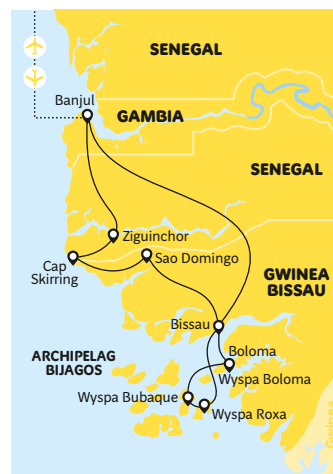 SENEGAL
Banjul
GAMBIA
SENEGAL
Ziguinchor
Cap
Skirring
Sao Domingo
GWINEA
BISSAU
Bissau
ARCHIPELAG
BIJAGOS
Boloma
Wyspa Boloma
Wyspa Bubaque
Wyspa Roxa
Gwinea